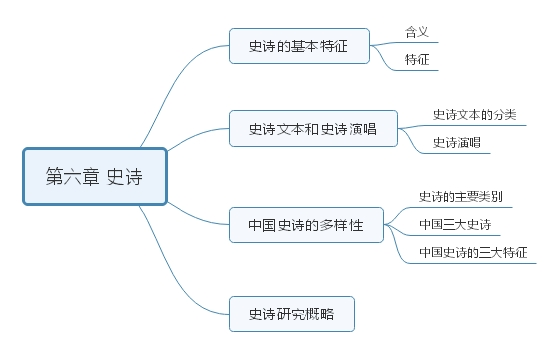 第六章 史诗
史诗的基本特征
含义
特征
史诗文本和史诗演唱
史诗文本的分类
史诗演唱
中国史诗的多样性
史诗的主要类别
中国三大史诗
中国史诗的三大特征
史诗研究概略